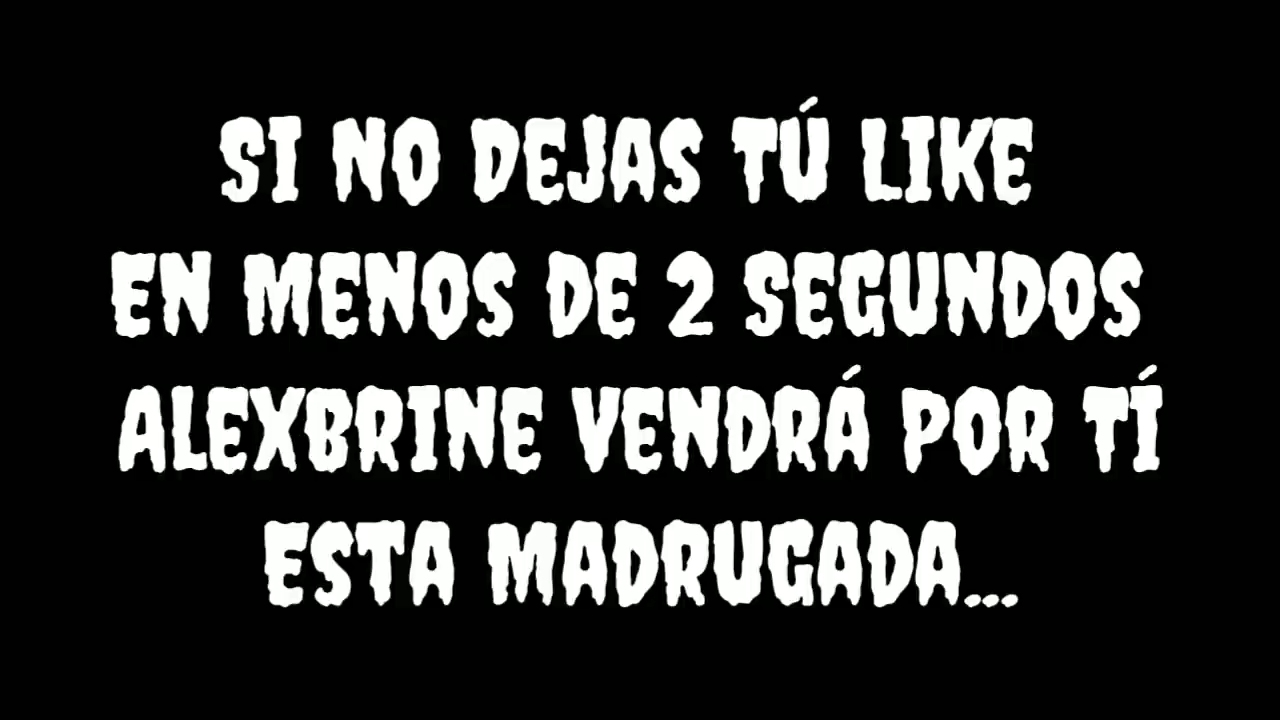 SI NO DEJAS TÚ LIKE
EN MENOS DE 2 SEGUNDOS
ALEXBRINE VENDRÁ POR TÍ
ESTA MADRUGADA...